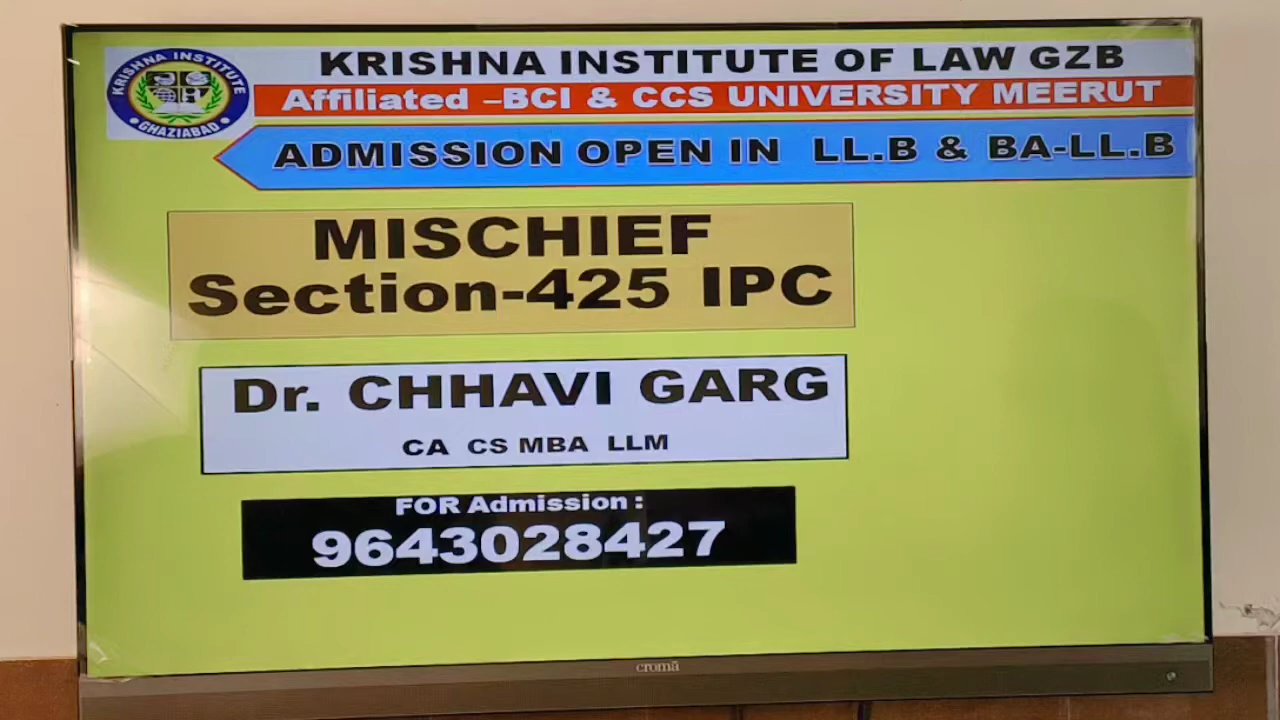 KRISHNA INSTITUTE
GHAZIABAD
KRISHNA INSTITUTE OF LAW GZB
Affiliated –BCI & CCS UNIVERSITY MEERUT
ADMISSION OPEN IN LL.B & BA-LL.B
MISCHIEF
Section-425 IPC
Dr. CHHAVI GARG
CA CS MBA LLM
FOR Admission :
9643028427
cromā